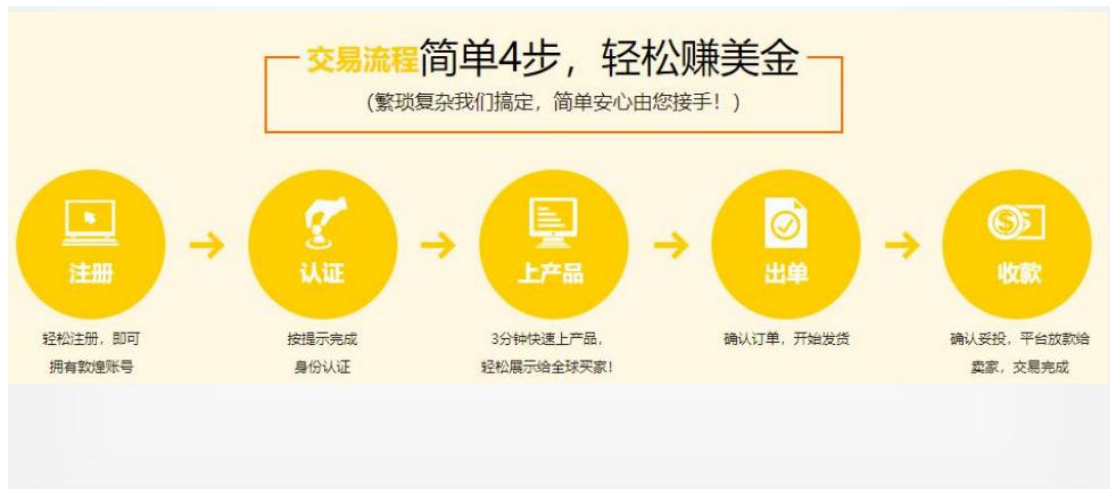 交易流程简单4步，轻松赚美金
(繁琐复杂我们搞定，简单安心由您接手！)
注册
认证
上产品
出单
收款
轻松注册，即可
拥有敦煌账号
按提示完成
身份认证
3分钟快速上产品，
轻松展示给全球买家！
确认订单，开始发货
确认妥投，平台放款给
卖家，交易完成